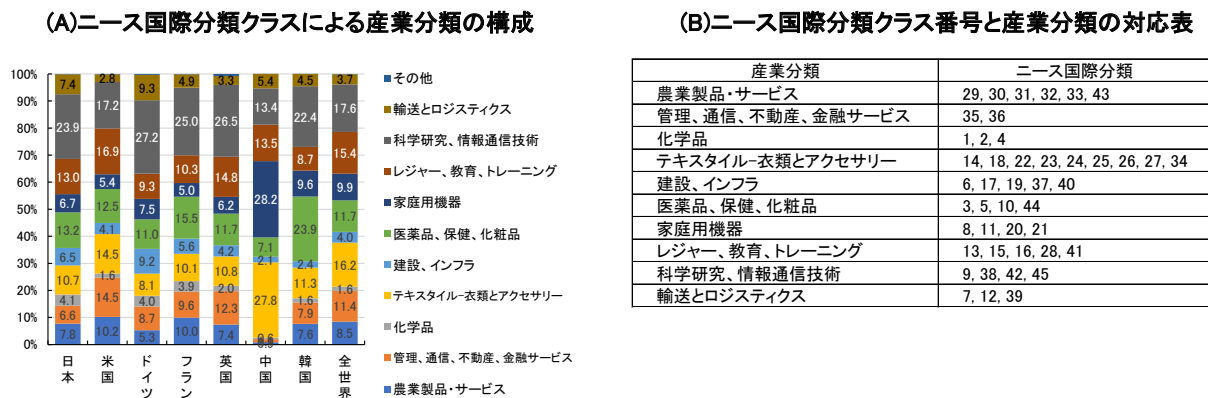 (A)ニース国際分類クラスによる産業分類の構成
100%
90%
80%
70%
60%
50%
40%
30%
20%
10%
0%
7.4
23.9
13.0
6.7
13.2
6.5
10.7
4.1
6.6
7.8
日本
2.8
17.2
16.9
5.4
12.5
4.1
14.5
1.6
14.5
10.2
米国
9.3
27.2
9.3
7.5
11.0
9.2
8.1
4.0
8.7
5.3
ドイツ
4.9
25.0
10.3
5.0
15.5
5.6
10.1
3.9
9.6
10.0
フラン
3.3
26.5
14.8
6.2
11.7
4.2
10.8
2.0
12.3
7.4
英国
5.4
13.4
13.5
28.2
7.1
2.1
27.8
中国
4.5
22.4
8.7
9.6
23.9
2.4
11.3
1.6
7.9
7.6
韓国
3.7
17.6
15.4
9.9
11.7
4.0
16.2
1.6
11.4
8.5
全世界
その他
輸送とロジスティクス
科学研究、情報通信技術
レジャー、教育、トレーニング
家庭用機器
医薬品、保健、化粧品
建設、インフラ
テキスタイル-衣類とアクセサリー
化学品
管理、通信、不動産、金融サービス
農業製品・サービス
(B)ニース国際分類クラス番号と産業分類の対応表
産業分類 ニース国際分類
農業製品・サービス 29, 30, 31, 32, 33, 43
管理、通信、不動産、金融サービス 35, 36
化学品 1, 2, 4
テキスタイル-衣類とアクセサリー 14, 18, 22, 23, 24, 25, 26, 27, 34
建設、インフラ 6, 17, 19, 37, 40
医薬品、保健、化粧品 3, 5, 10, 44
家庭用機器 8, 11, 20, 21
レジャー、教育、トレーニング 13, 15, 16, 28, 41
科学研究、情報通信技術 9, 38, 42, 45
輸送とロジスティクス 7, 12, 39